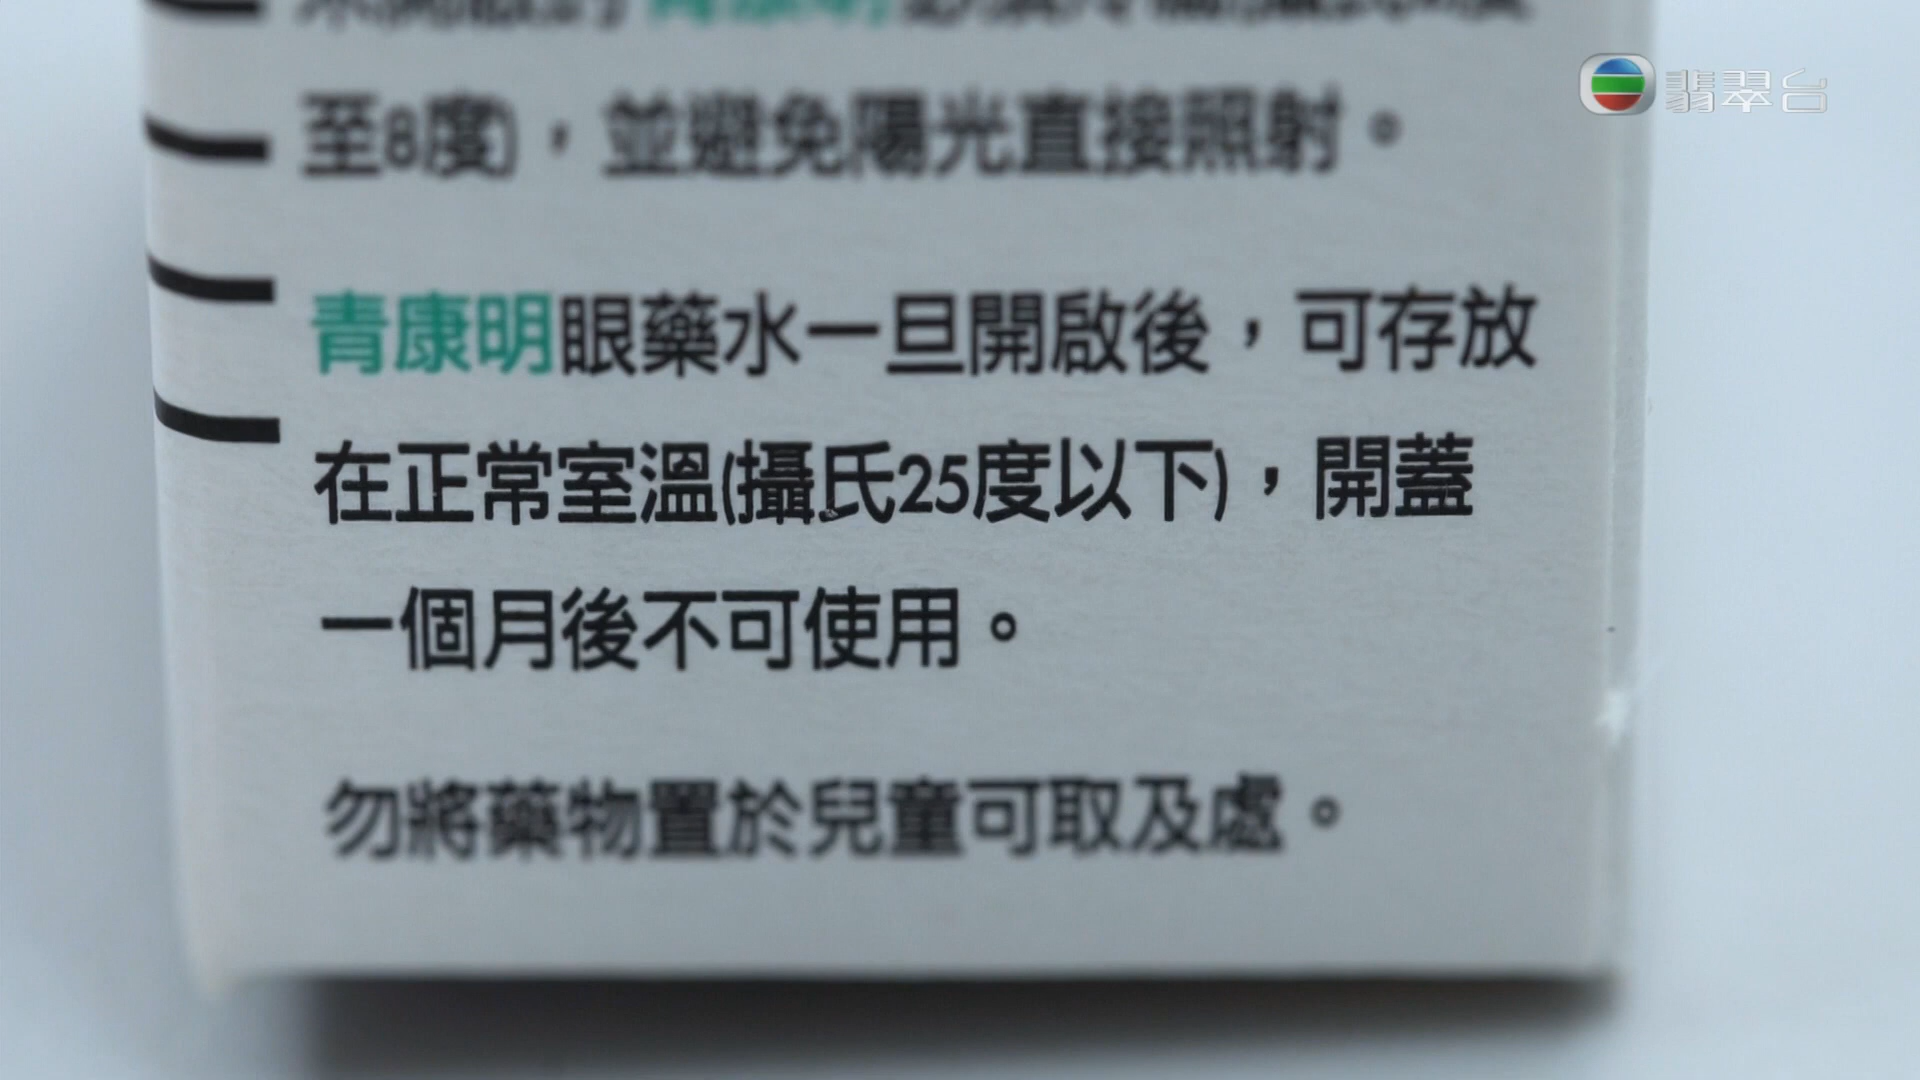 翡翠台
至8度)，並避免陽光直接照射。
青康明眼藥水一旦開啟後，可存放
在正常室溫(攝氏25度以下)，開蓋
一個月後不可使用。
勿將藥物置於兒童可取及處。